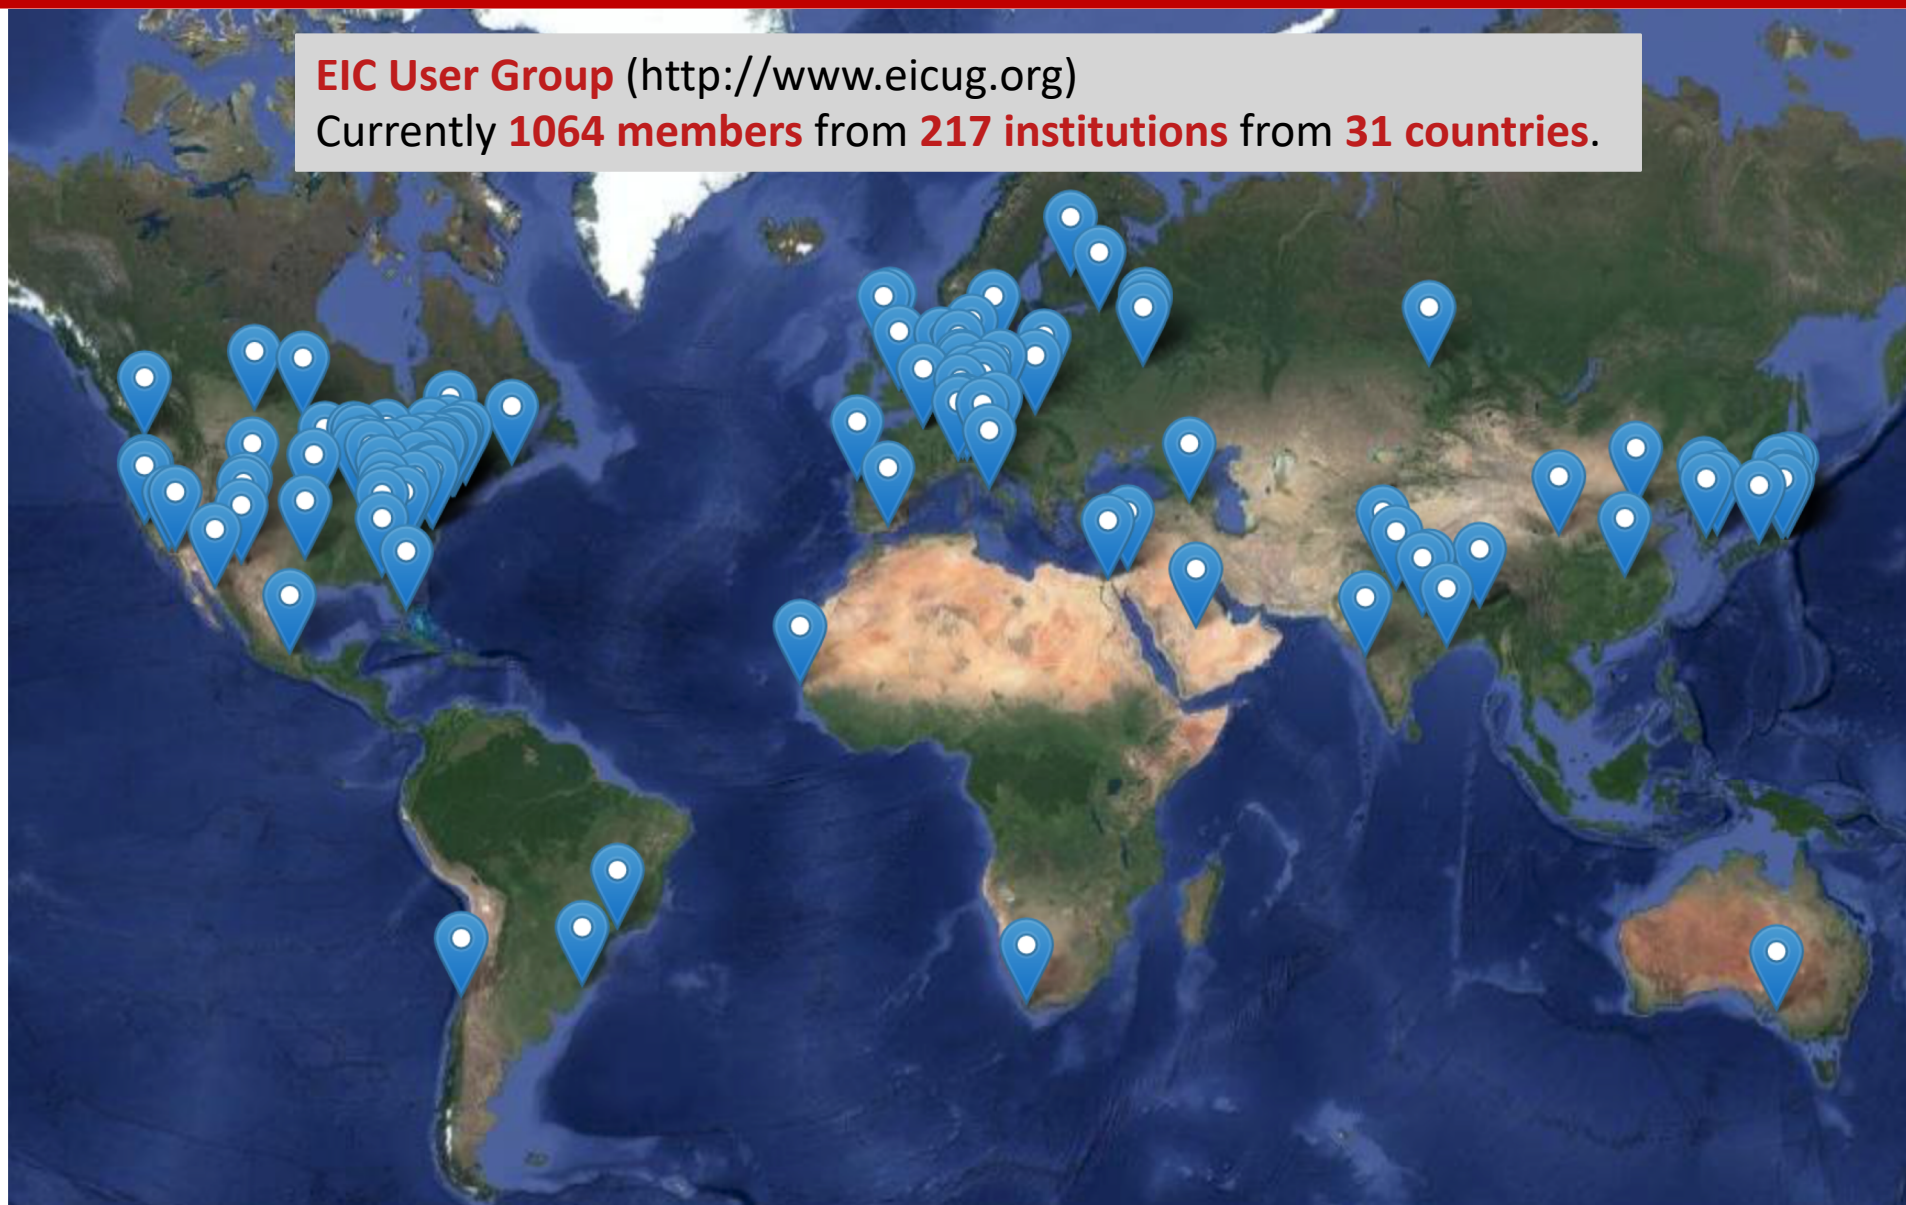 EIC User Group (http://www.eicug.org)
Currently 1064 members from 217 institutions from 31 countries.